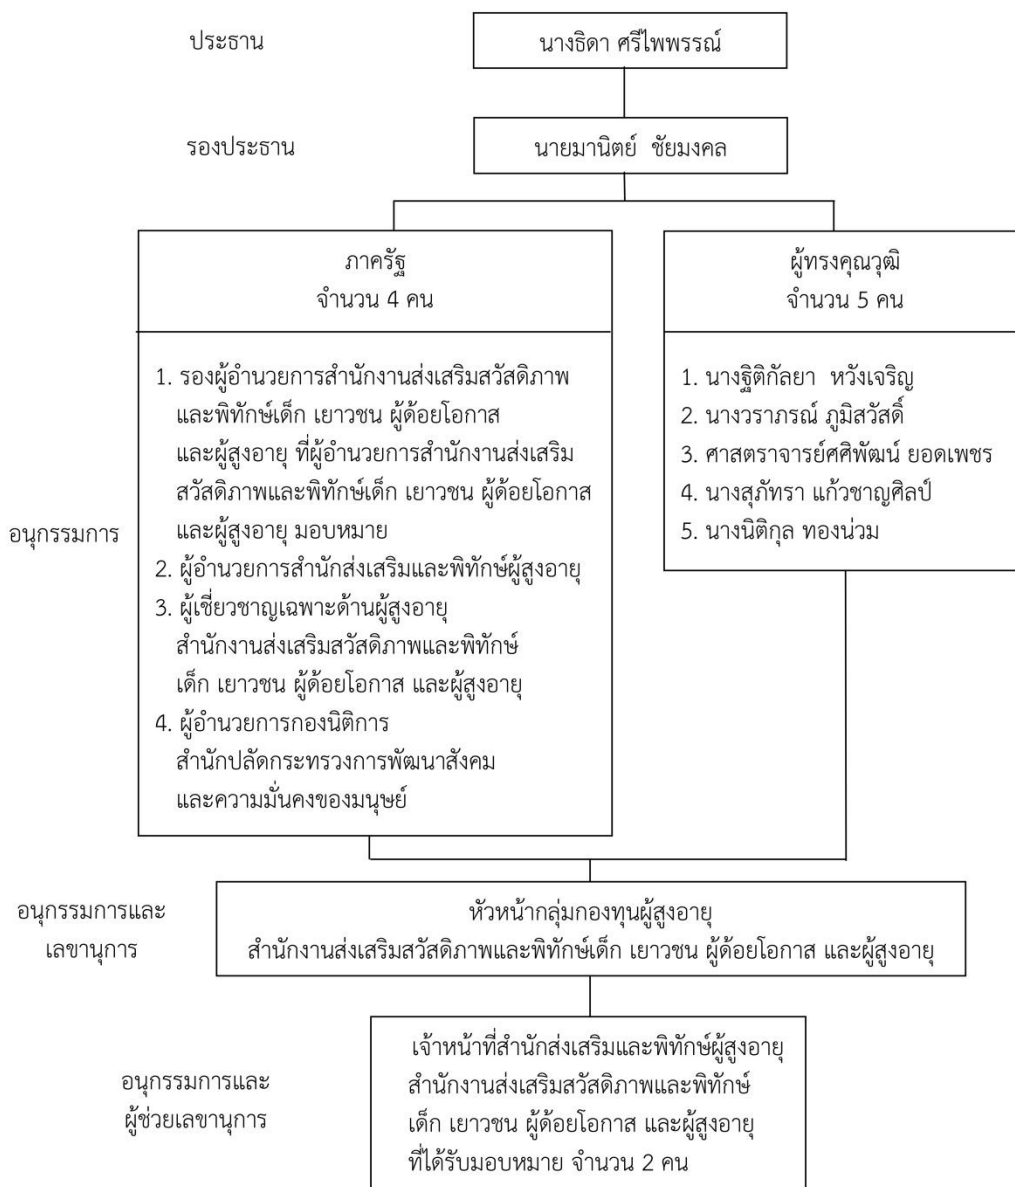 ประธาน
นางธิดา ศรีไพพรรณ์
รองประธาน
นายมานิตย์ ชัยมงคล
ภาครัฐ
จำนวน 4 คน
ผู้ทรงคุณวุฒิ
จำนวน 5 คน
อนุกรรมการ
1. รองผู้อำนวยการสำนักงานส่งเสริมสวัสดิภาพ
และพิทักษ์เด็ก เยาวชน ผู้ด้อยโอกาส
และผู้สูงอายุ ที่ผู้อำนวยการสำนักงานส่งเสริม
สวัสดิภาพและพิทักษ์เด็ก เยาวชน ผู้ด้อยโอกาส
และผู้สูงอายุ มอบหมาย
2. ผู้อำนวยการสำนักส่งเสริมและพิทักษ์ผู้สูงอายุ
3. ผู้เชี่ยวชาญเฉพาะด้านผู้สูงอายุ
สำนักงานส่งเสริมสวัสดิภาพและพิทักษ์
เด็ก เยาวชน ผู้ด้อยโอกาส และผู้สูงอายุ
4. ผู้อำนวยการกองนิติการ
สำนักปลัดกระทรวงการพัฒนาสังคม
และความมั่นคงของมนุษย์
1. นางฐิติกัลยา หวังเจริญ
2. นางวราภรณ์ ภูมิสวัสดิ์
3. ศาสตราจารย์ศศิพัฒน์ ยอดเพชร
4. นางสุภัทรา แก้วชาญศิลป์
5. นางนิติกุล ทองน่วม
อนุกรรมการและ
เลขานุการ
หัวหน้ากลุ่มกองทุนผู้สูงอายุ
สำนักงานส่งเสริมสวัสดิภาพและพิทักษ์เด็ก เยาวชน ผู้ด้อยโอกาส และผู้สูงอายุ
อนุกรรมการและ
ผู้ช่วยเลขานุการ
เจ้าหน้าที่สำนักส่งเสริมและพิทักษ์ผู้สูงอายุ
สำนักงานส่งเสริมสวัสดิภาพและพิทักษ์
เด็ก เยาวชน ผู้ด้อยโอกาส และผู้สูงอายุ
ที่ได้รับมอบหมาย จำนวน 2 คน